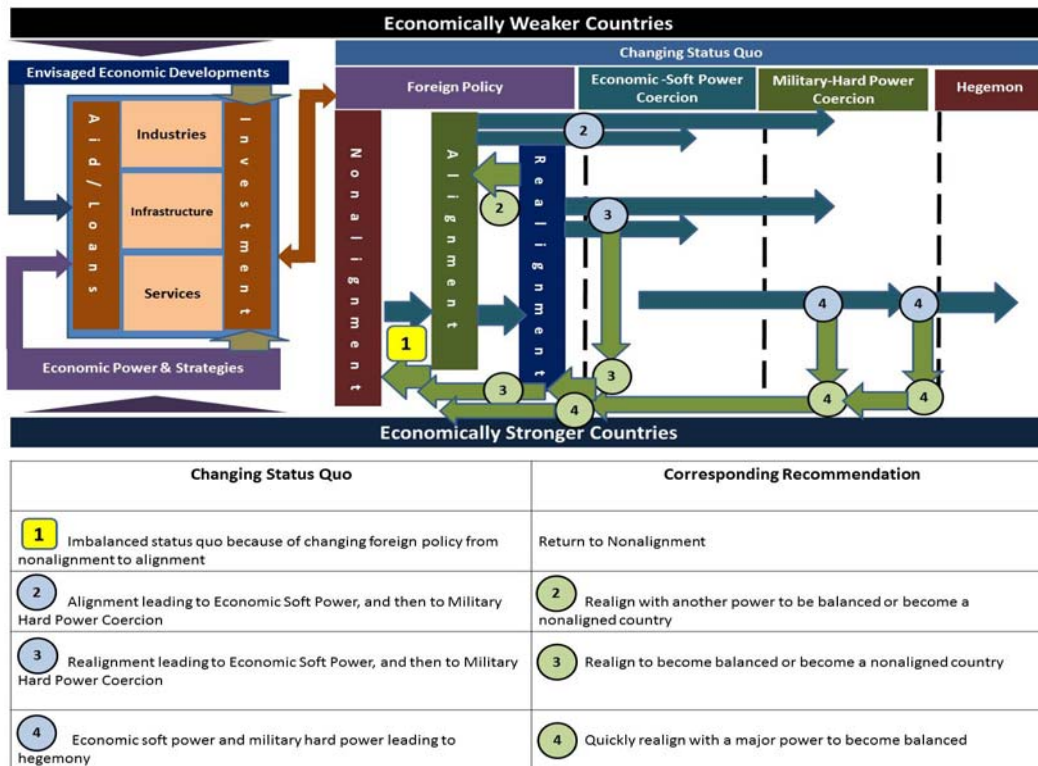 Economically Weaker Countries
Changing Status Quo
Envisaged Economic Developments
Foreign Policy
Economic -Soft Power
Coercion
Military-Hard Power
Coercion
Hegemon
Aid/Loans
Industries
Infrastructure
Services
Investment
Nonalignment
Alignment
Realignment
2
2
3
4
4
1
3
3
4
4
4
Economic Power & Strategies
Economically Stronger Countries
Changing Status Quo
Corresponding Recommendation
1 Imbalanced status quo because of changing foreign policy from
nonalignment to alignment
Return to Nonalignment
2 Alignment leading to Economic Soft Power, and then to Military
Hard Power Coercion
2 Realign with another power to be balanced or become a
nonaligned country
3 Realignment leading to Economic Soft Power, and then to Military
Hard Power Coercion
3 Realign to become balanced or become a nonaligned country
4 Economic soft power and military hard power leading to
hegemony
4 Quickly realign with a major power to become balanced